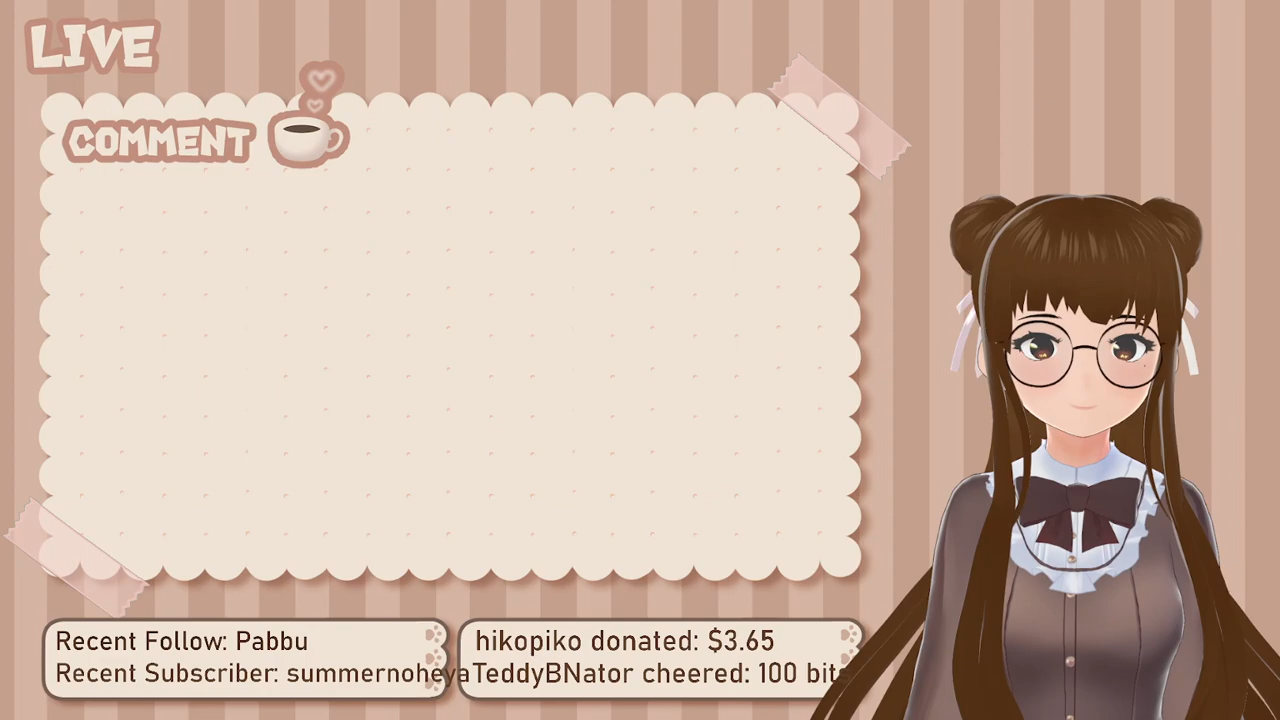 LIVE
COMMENT
Recent Follow: Pabbu
Recent Subscriber: summernoheya
hikopiko donated: $3.65
TeddyBNator cheered: 100 bits